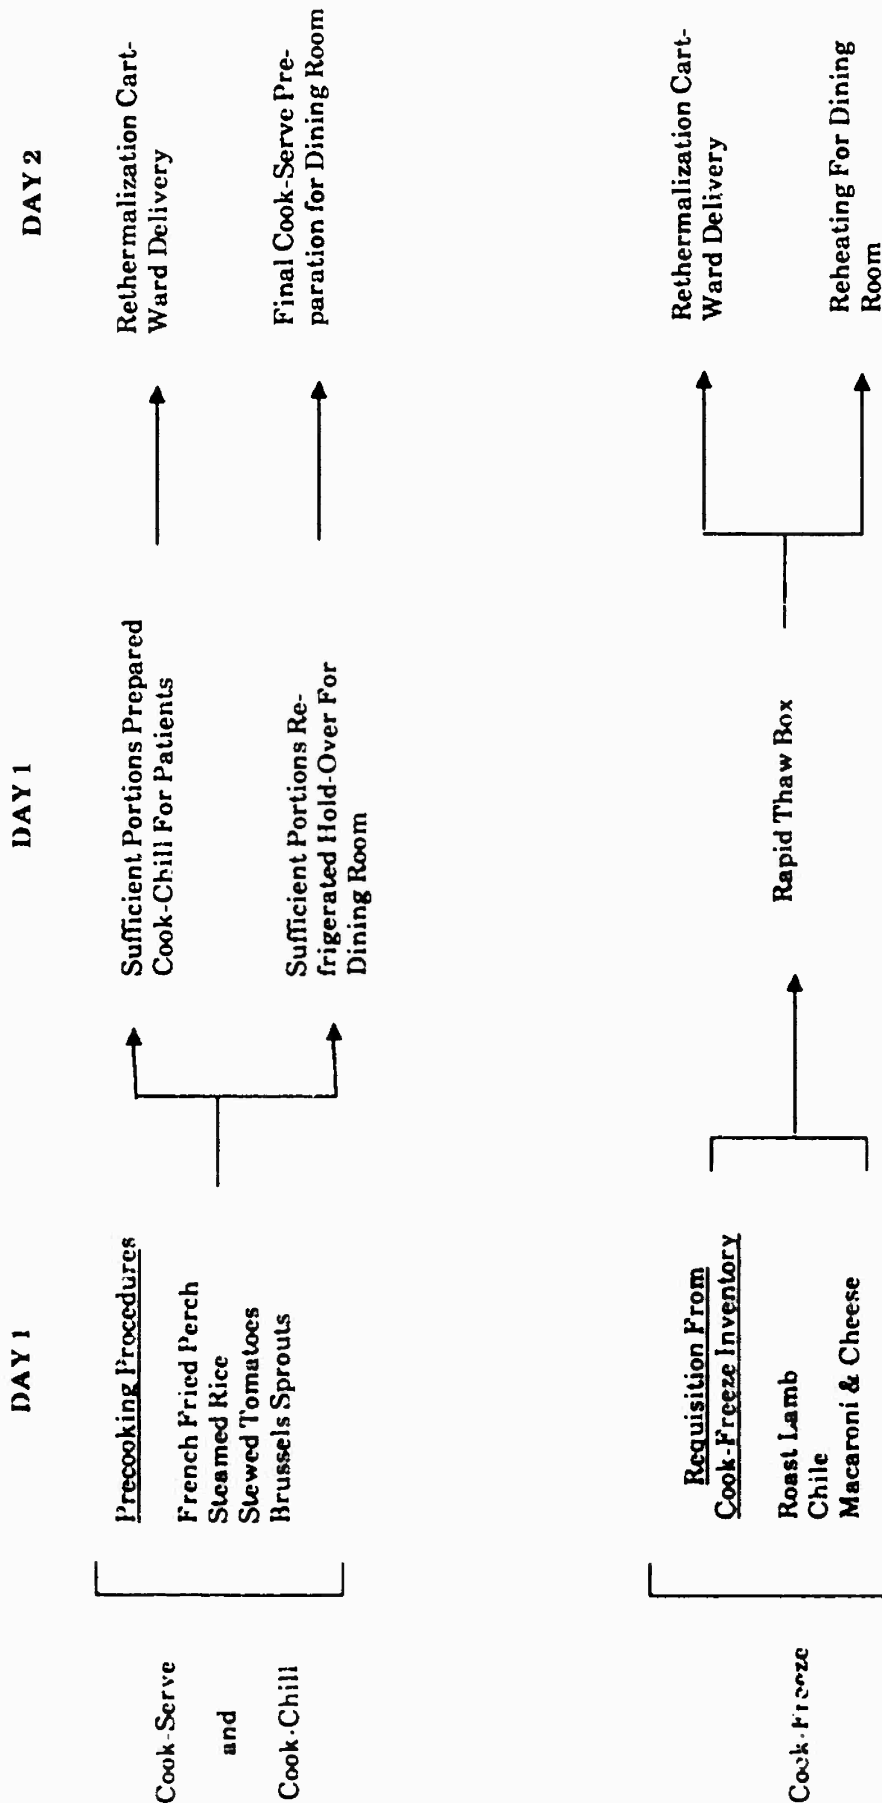 DAY 1
DAY 1
DAY 2
Cook-Serve
and
Cook-Chill
Precooking Procedures
French Fried Perch
Steamed Rice
Stewed Tomatoes
Brussels Sprouts
Sufficient Portions Prepared
Cook-Chill For Patients
Sufficient Portions Re-
frigerated Hold-Over For
Dining Room
Rethermalization Cart-
Ward Delivery
Final Cook-Serve Pre-
paration for Dining Room
Cook-Freeze
Requisition From
Cook-Freeze Inventory
Roast Lamb
Chile
Macaroni & Cheese
Rapid Thaw Box
Rethermalization Cart-
Ward Delivery
Reheating For Dining
Room